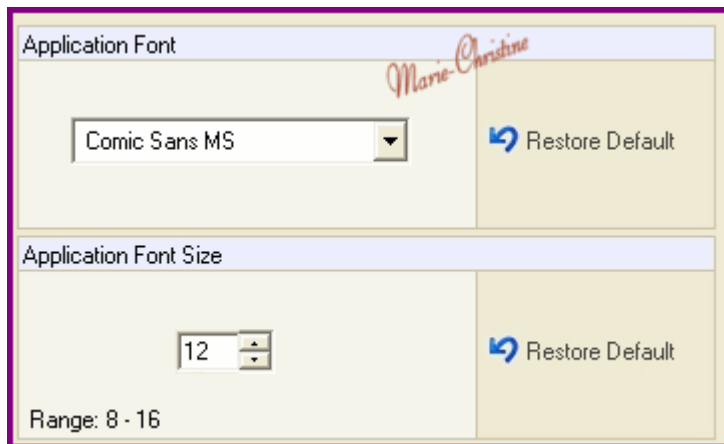 Application Font
Marie-Christine
Comic Sans MS
Restore Default
Application Font Size
12
Restore Default
Range: 8 - 16